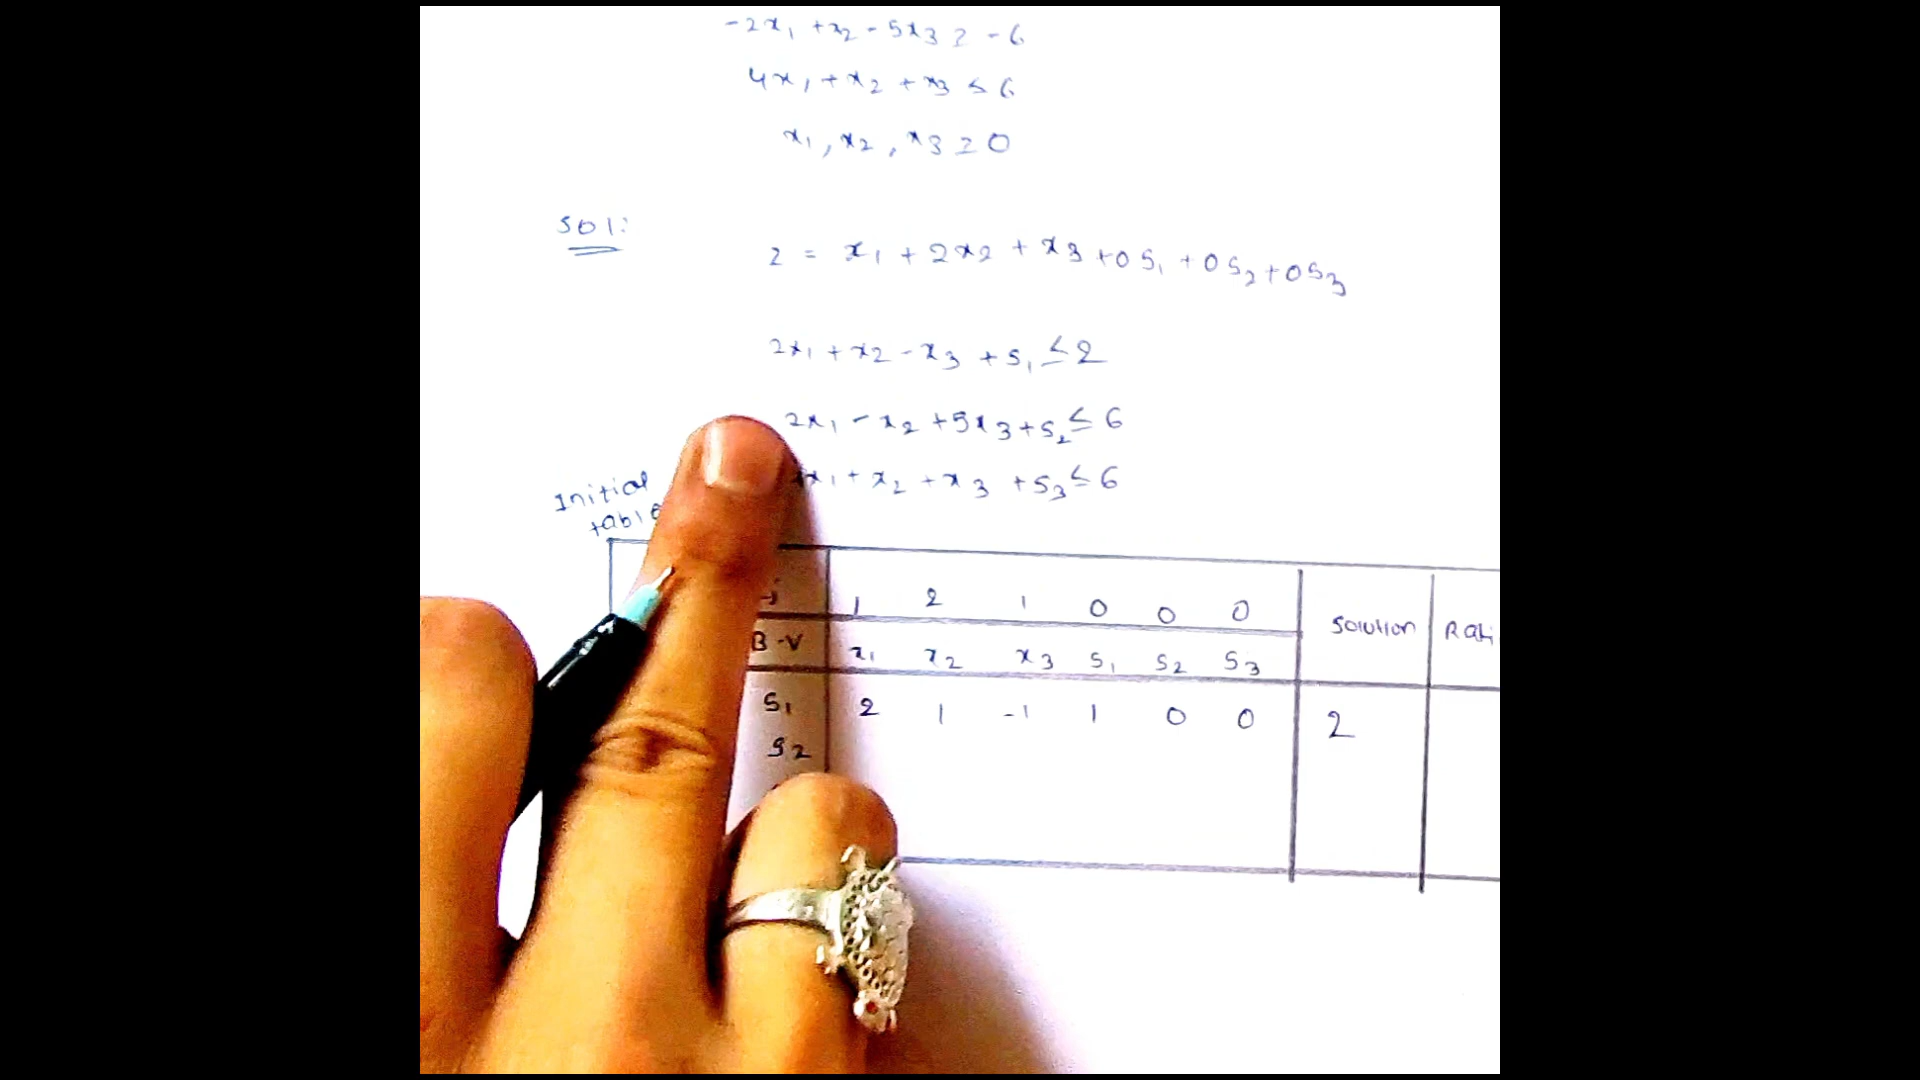 -2x₁ + x₂ - 5x₃ ≥ -6
4x₁ + x₂ + x₃ ≤ 6
x₁, x₂, x₃ ≥ 0
Sol:
Z = x₁ + 2x₂ + x₃ + 0S₁ + 0S₂ + 0S₃
2x₁ + x₂ - x₃ + S₁ ≤ 2
2x₁ - x₂ + 5x₃ + S₂ ≤ 6
x₁ + x₂ + x₃ + S₃ ≤ 6
Initial
table
1 2 1 0 0 0 Solution Rati
B.V x₁ x₂ x₃ S₁ S₂ S₃
S₁ 2 1 -1 1 0 0 2
S₂